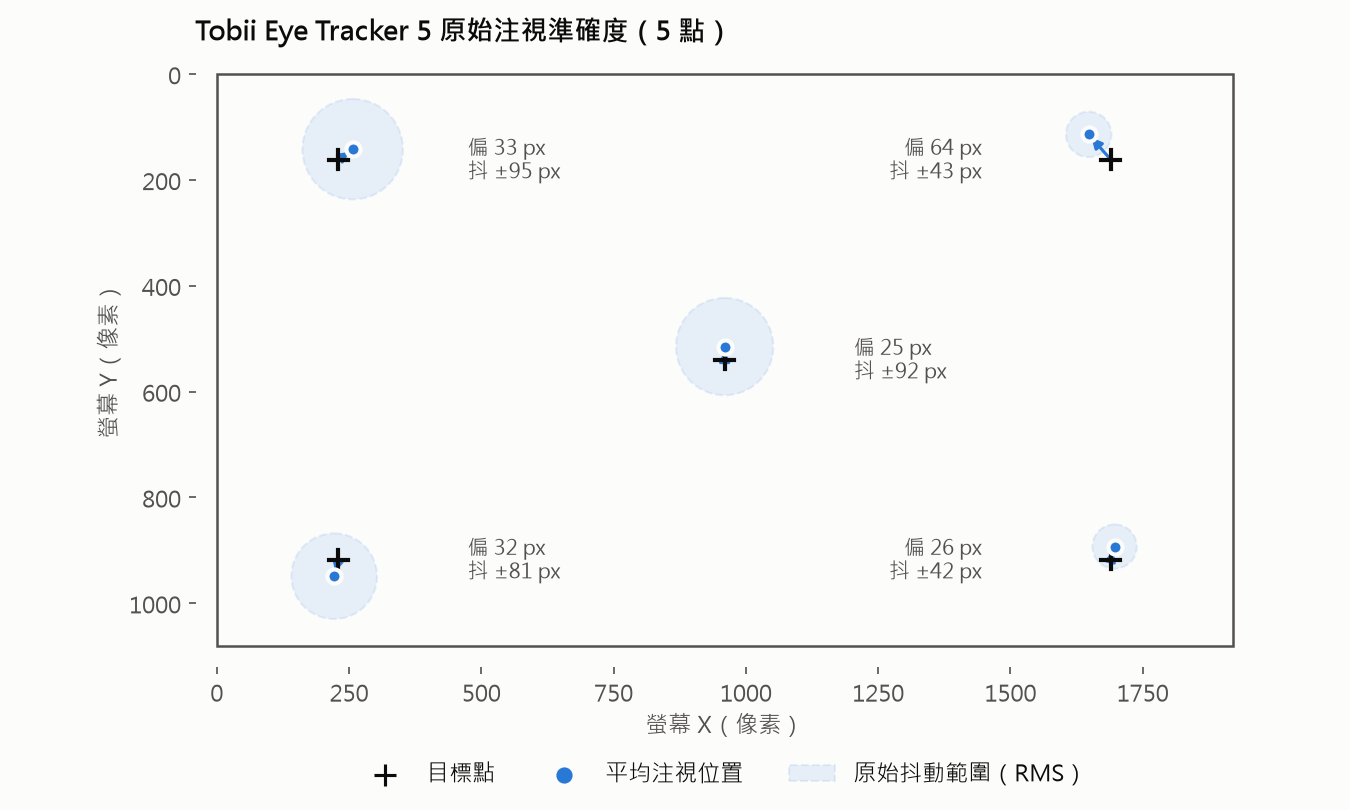 Tobii Eye Tracker 5 原始注視準確度（5 點）
0
200
400
600
800
1000
螢幕 Y（像素）
偏 33 px
抖 ±95 px
偏 64 px
抖 ±43 px
偏 25 px
抖 ±92 px
偏 32 px
抖 ±81 px
偏 26 px
抖 ±42 px
0 250 500 750 1000 1250 1500 1750
螢幕 X（像素）
目標點 平均注視位置 原始抖動範圍（RMS）